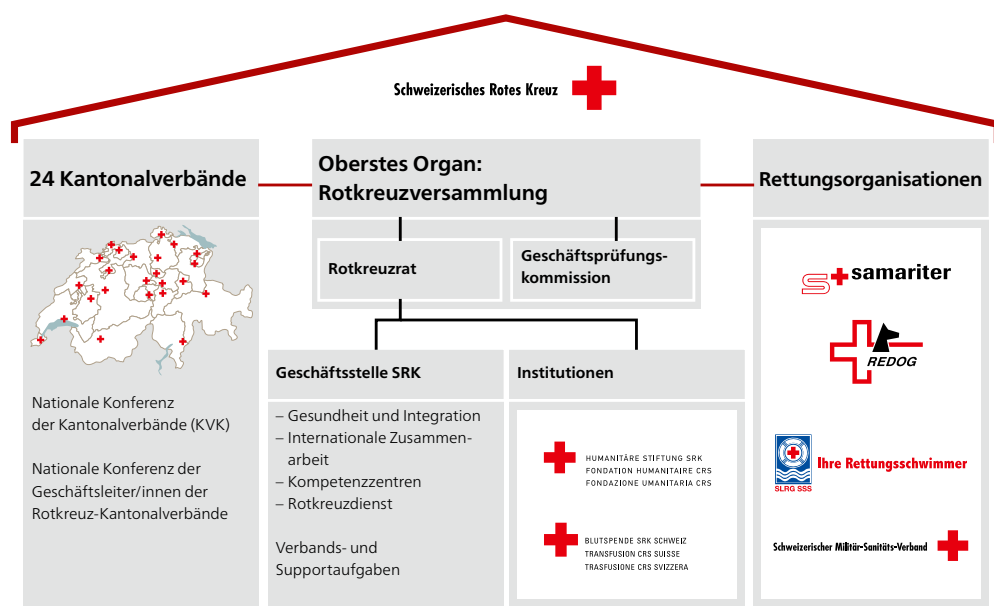 Schweizerisches Rotes Kreuz
24 Kantonalverbände
Nationale Konferenz
der Kantonalverbände (KVK)
Nationale Konferenz der
Geschäftsleiter/innen der
Rotkreuz-Kantonalverbände
Oberstes Organ:
Rotkreuzversammlung
Rotkreuzrat
Geschäftsprüfungs-
kommission
Geschäftsstelle SRK
– Gesundheit und Integration
– Internationale Zusammen-
arbeit
– Kompetenzzentren
– Rotkreuzdienst
Verbands- und
Supportaufgaben
Institutionen
HUMANITÄRE STIFTUNG SRK
FONDATION HUMANITAIRE CRS
FONDAZIONE UMANITARIA CRS
BLUTSPENDE SRK SCHWEIZ
TRANSFUSION CRS SUISSE
TRASFUSIONE CRS SVIZZERA
Rettungsorganisationen
s samariter
REDOG
SLRG SSS
Ihre Rettungsschwimmer
Schweizerischer Militär-Sanitäts-Verband